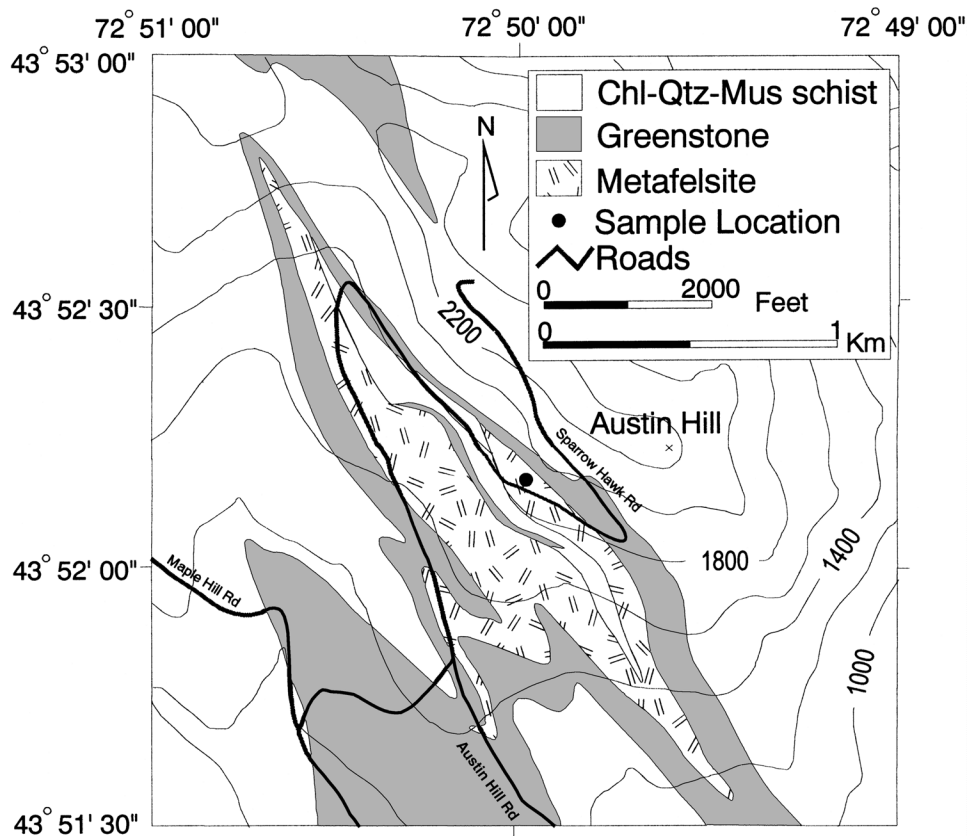 72° 51' 00"
72° 50' 00"
72° 49' 00"
43° 53' 00"
Chl-Qtz-Mus schist
Greenstone
N
Metafelsite
Sample Location
Roads
0 2000 Feet
0 1 Km
43° 52' 30"
2200
Austin Hill
Sparrow Hawk Rd
43° 52' 00"
Maple Hill Rd
1800
1400
1000
Austin Hill Rd
43° 51' 30"